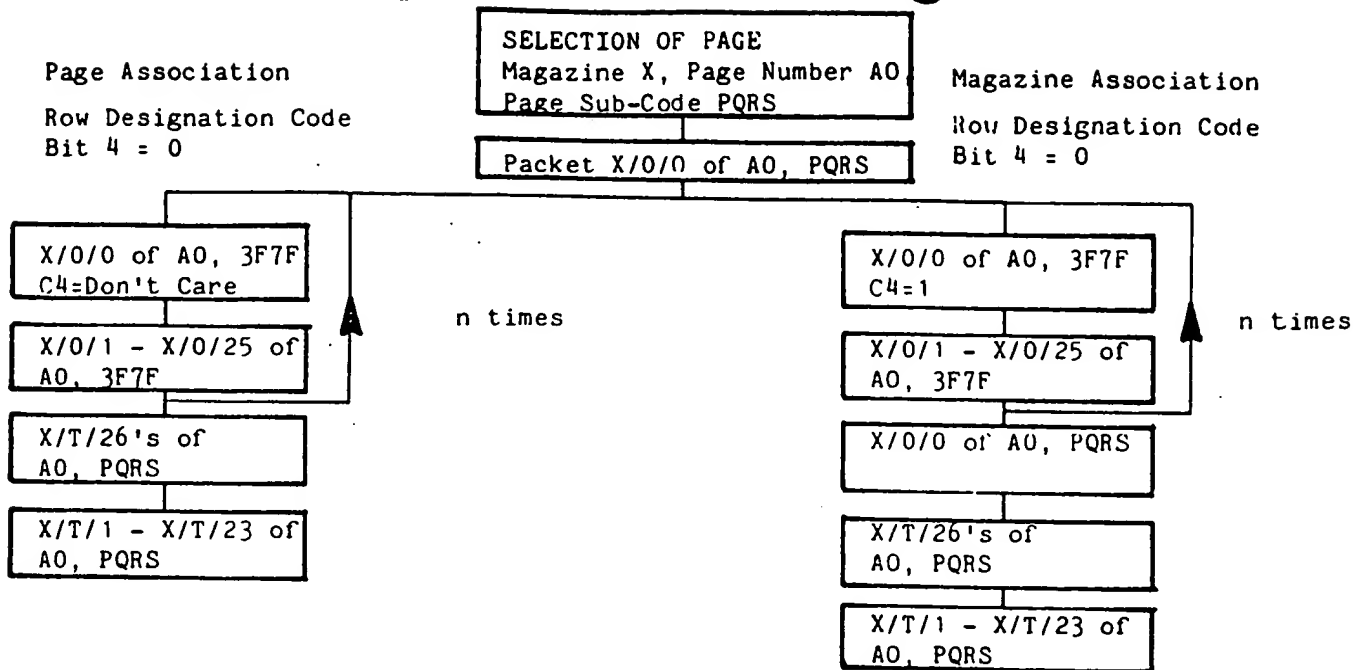 SELECTION OF PAGE
Magazine X, Page Number AO
Page Sub-Code PQRS
Packet X/0/0 of AO, PQRS
Page Association
Row Designation Code
Bit 4 = 0
Magazine Association
Row Designation Code
Bit 4 = 0
X/0/0 of AO, 3F7F
C4=Don't Care
X/0/1 - X/0/25 of
AO, 3F7F
n times
X/T/26's of
AO, PQRS
X/T/1 - X/T/23 of
AO, PQRS
X/0/0 of AO, 3F7F
C4=1
X/0/1 - X/0/25 of
AO, 3F7F
n times
X/0/0 of AO, PQRS
X/T/26's of
AO, PQRS
X/T/1 - X/T/23 of
AO, PQRS